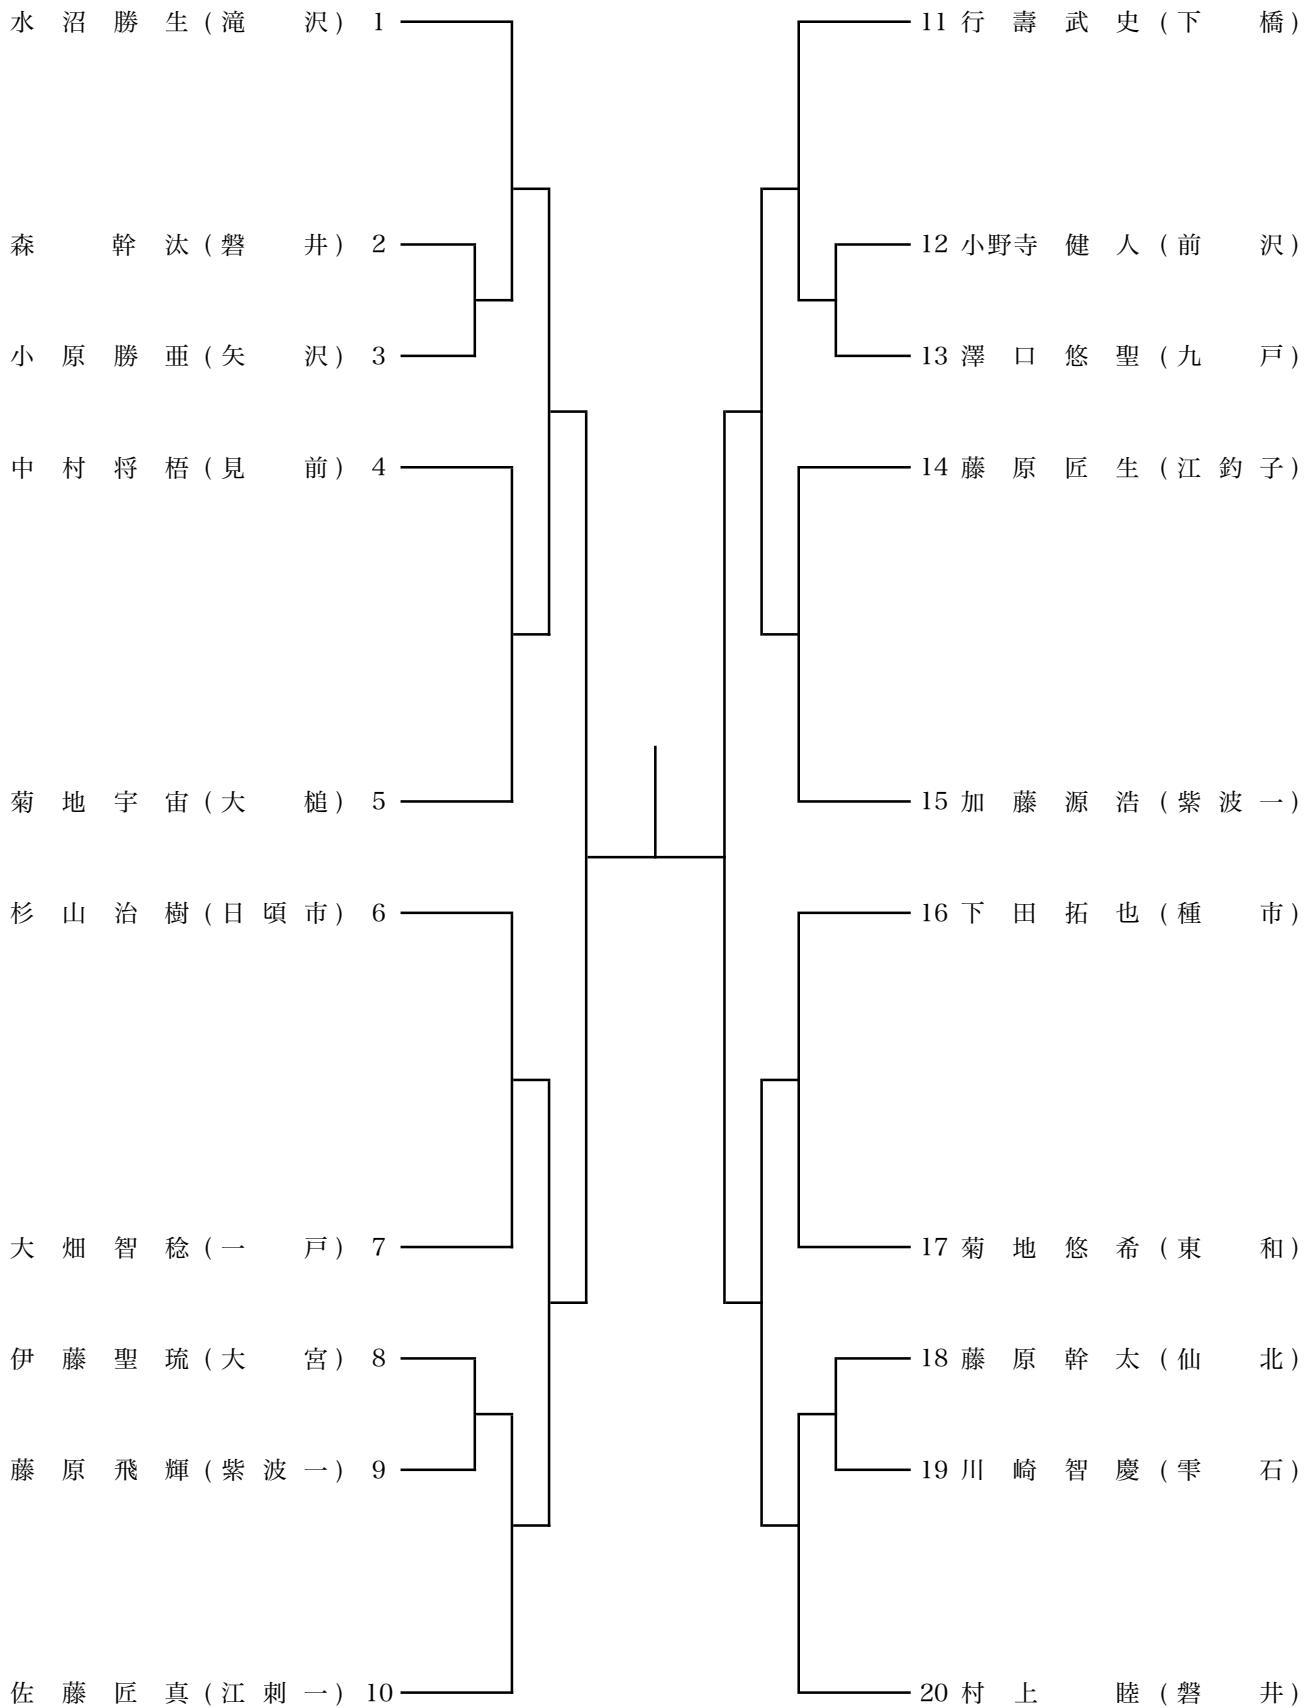 水沼勝生(滝沢) 1
森幹汰(磐井) 2
小原勝亜(矢沢) 3
中村将梧(見前) 4
菊地宇宙(大槌) 5
杉山治樹(日頃市) 6
大畑智稔(一戸) 7
伊藤聖琉(大宮) 8
藤原飛輝(紫波一) 9
佐藤匠真(江刺一) 10
11 行壽武史(下橋)
12 小野寺健人(前沢)
13 澤口悠聖(九戸)
14 藤原匠生(江釣子)
15 加藤源浩(紫波一)
16 下田拓也(種市)
17 菊地悠希(東和)
18 藤原幹太(仙北)
19 川崎智慶(雫石)
20 村上睦(磐井)